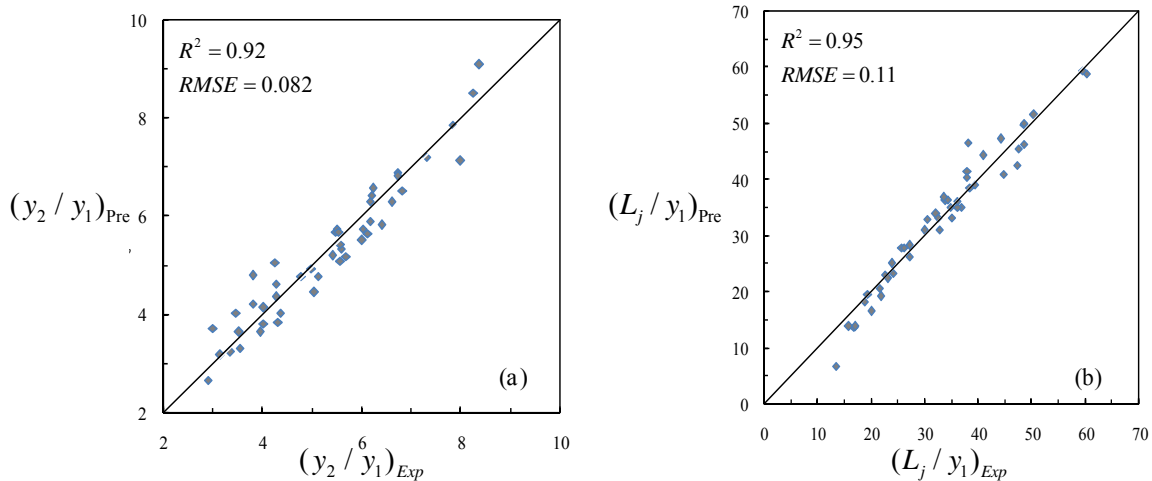 10
R² = 0.92
RMSE = 0.082
8
(y₂ / y₁)Pre
6
4
2
(a)
2 4 6 8 10
(y₂ / y₁)Exp
70
R² = 0.95
RMSE = 0.11
60
50
40
(Lⱼ / y₁)Pre
30
20
10
0
(b)
0 10 20 30 40 50 60 70
(Lⱼ / y₁)Exp